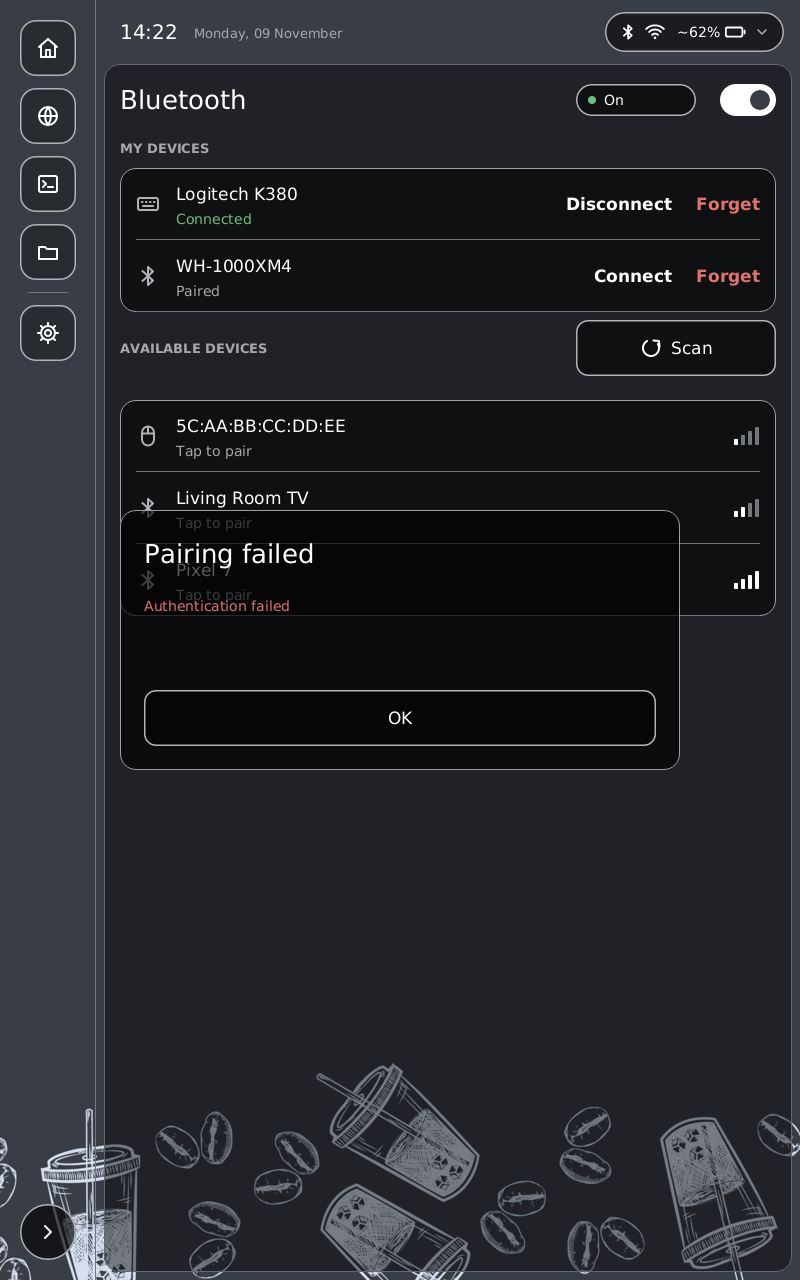 14:22 Monday, 09 November ~62%
Bluetooth On
MY DEVICES
Logitech K380
Connected
Disconnect Forget
WH-1000XM4
Paired
Connect Forget
AVAILABLE DEVICES Scan
5C:AA:BB:CC:DD:EE
Tap to pair
Living Room TV
Tap to pair
Pairing failed
Pixel 7
Tap to pair
Authentication failed
OK